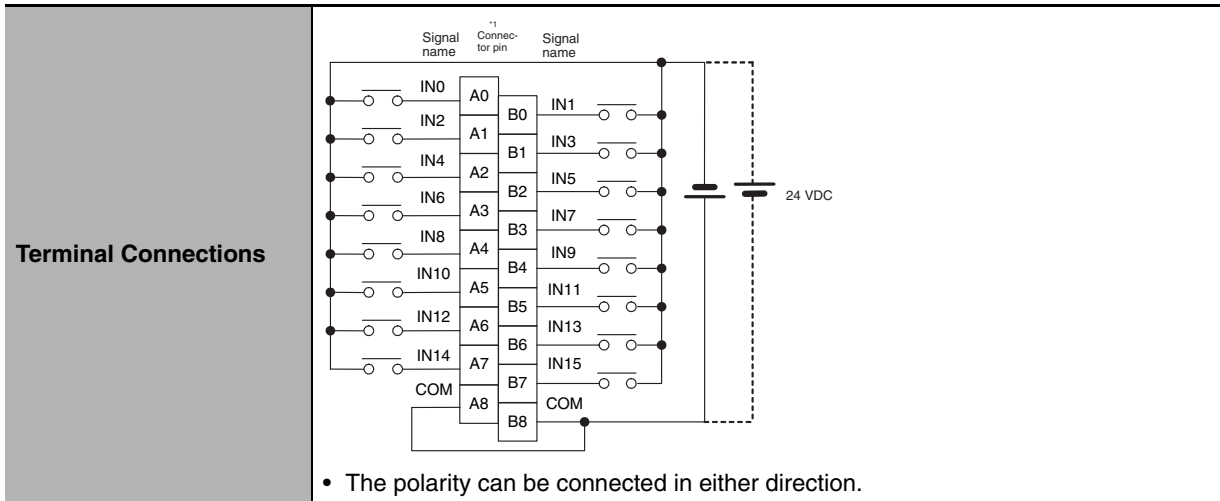 Terminal Connections
Signal name
*1
Connec-
tor pin
Signal name
IN0 A0
B0 IN1
IN2 A1
B1 IN3
IN4 A2
B2 IN5
IN6 A3
B3 IN7
IN8 A4
B4 IN9
IN10 A5
B5 IN11
IN12 A6
B6 IN13
IN14 A7
B7 IN15
COM A8
B8 COM
24 VDC
• The polarity can be connected in either direction.